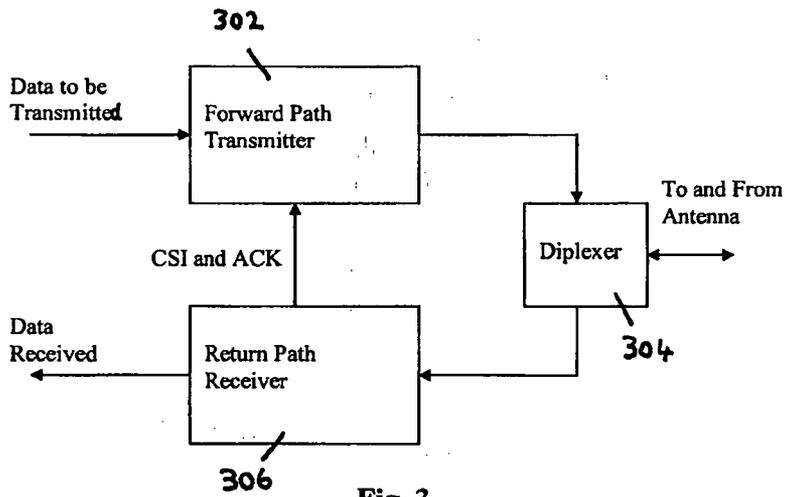 302
Data to be
Transmitted
Forward Path
Transmitter
To and From
Antenna
Diplexer
CSI and ACK
304
Data
Received
Return Path
Receiver
306